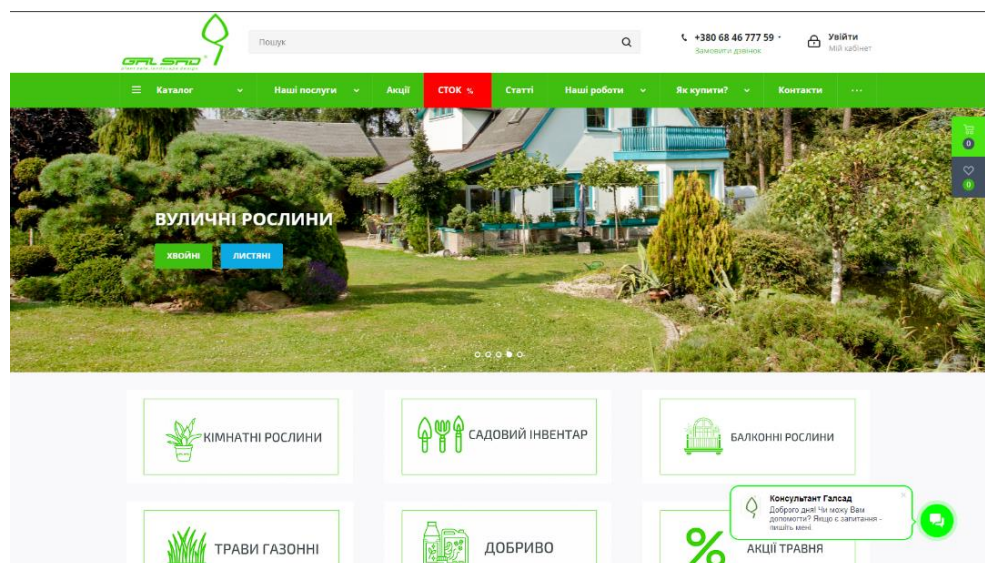 GAL SAD
Пошук
+380 68 46 777 59
Замовити дзвінок
Увійти
Мій кабінет
Каталог
Наші послуги
Акції
СТОК %
Статті
Наші роботи
Як купити?
Контакти
0
0
ВУЛИЧНІ РОСЛИНИ
ХВОЙНІ
ЛИСТЯНІ
КІМНАТНІ РОСЛИНИ
САДОВИЙ ІНВЕНТАР
БАЛКОННІ РОСЛИНИ
Консультант Галсад
Доброго дня! Чи можу Вам
допомогти? Якщо є запитання -
пишіть мені
ТРАВИ ГАЗОННІ
ДОБРИВО
АКЦІЇ ТРАВНЯ